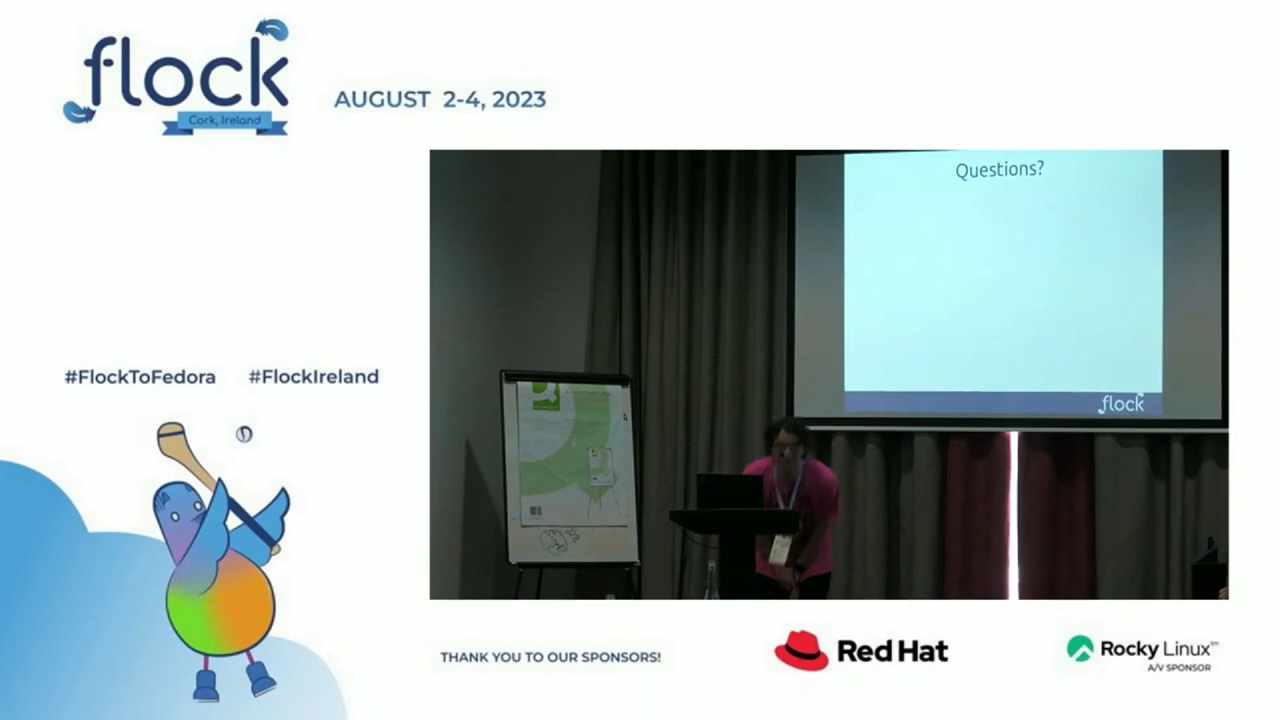 flock
Cork, Ireland
AUGUST 2-4, 2023
Questions?
flock
#FlockToFedora #FlockIreland
THANK YOU TO OUR SPONSORS!
Red Hat
Rocky Linux™
A/V SPONSOR